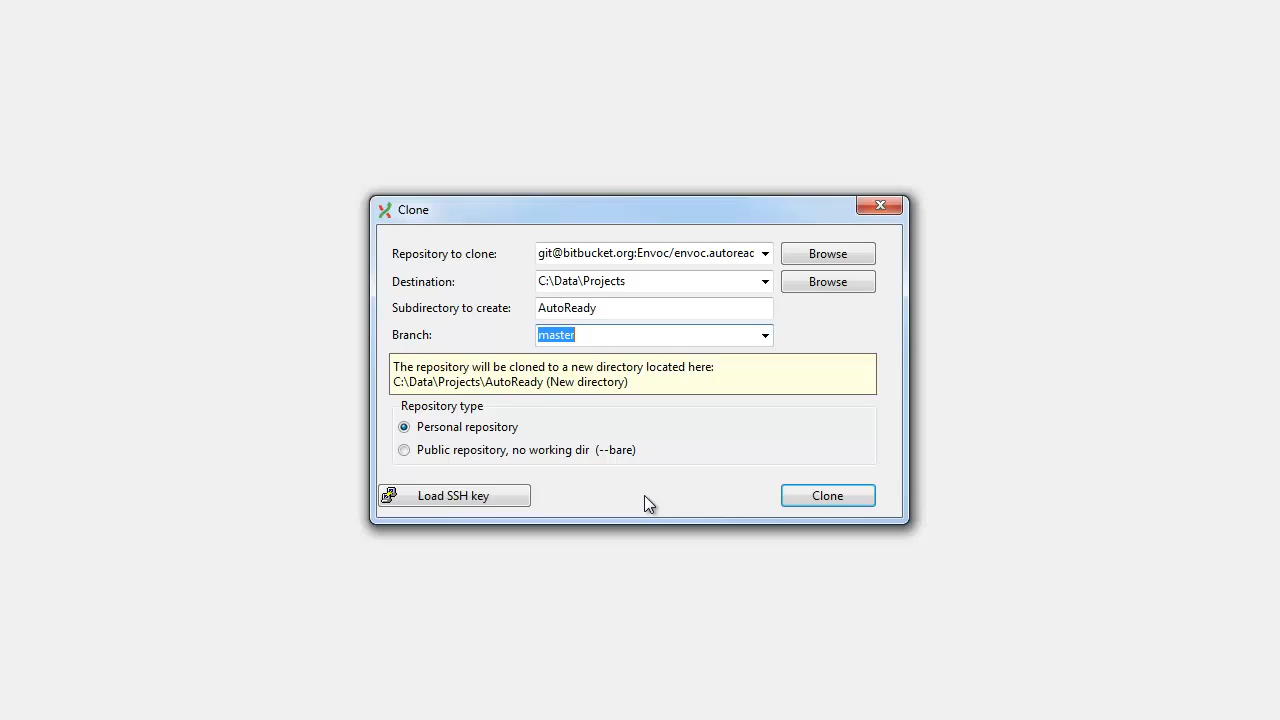 Clone
Repository to clone: git@bitbucket.org:Envoc/envoc.autoreac Browse
Destination: C:\Data\Projects Browse
Subdirectory to create: AutoReady
Branch: master
The repository will be cloned to a new directory located here:
C:\Data\Projects\AutoReady (New directory)
Repository type
Personal repository
Public repository, no working dir (--bare)
Load SSH key Clone